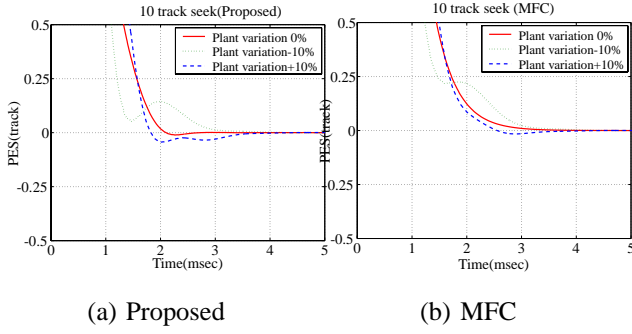 10 track seek(Proposed)
0.5
Plant variation 0%
Plant variation-10%
Plant variation+10%
0.25
PES(track)
0
-0.25
-0.5
0 1 2 3 4 5
Time(msec)
(a) Proposed
10 track seek (MFC)
0.5
Plant variation 0%
Plant variation-10%
Plant variation+10%
0.25
PES(track)
0
-0.25
-0.5
0 1 2 3 4 5
Time(msec)
(b) MFC